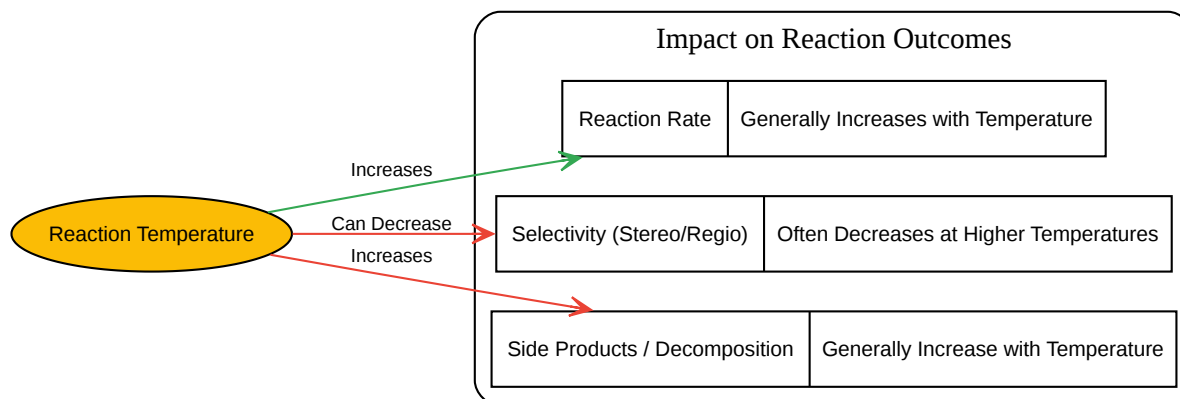 Impact on Reaction Outcomes
Reaction Rate
Generally Increases with Temperature
Increases
Reaction Temperature
Can Decrease
Selectivity (Stereo/Regio)
Often Decreases at Higher Temperatures
Increases
Side Products / Decomposition
Generally Increase with Temperature